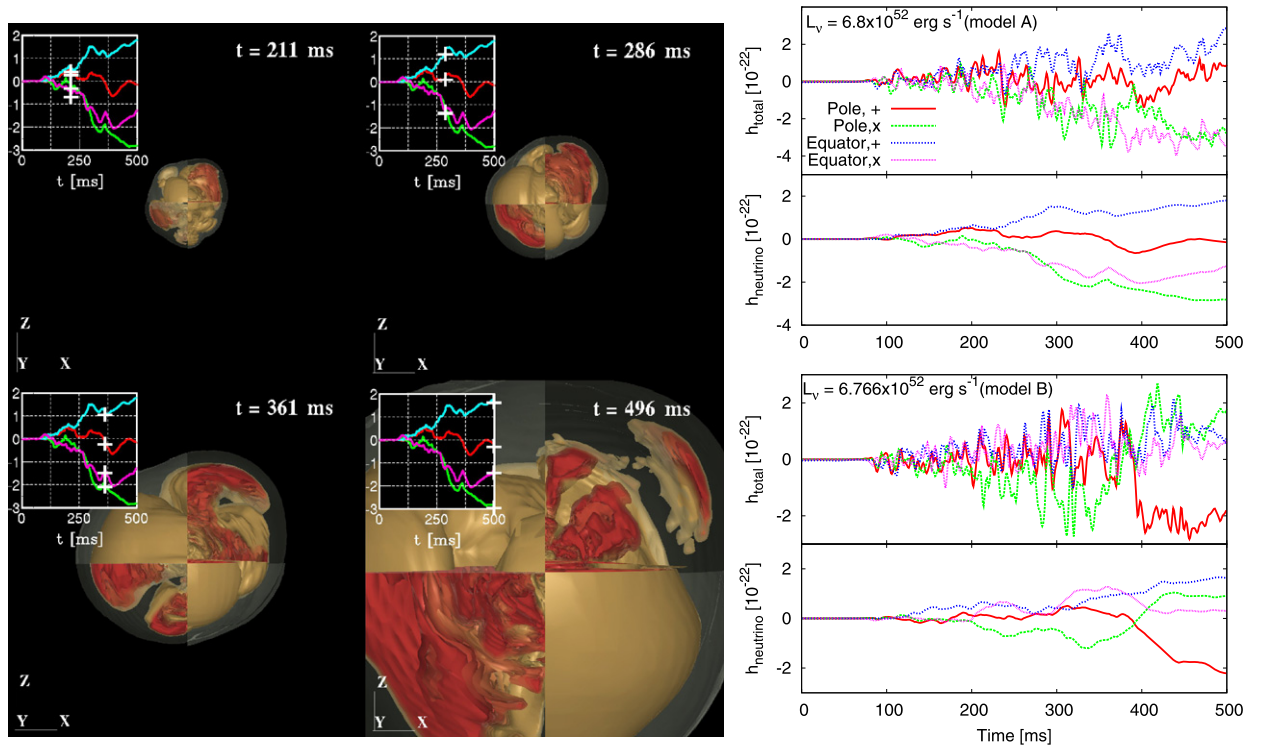 2
1
0
-1
-2
-3
0
250
500
t [ms]
t = 211 ms
Z
Y
X
2
1
0
-1
-2
-3
0
250
500
t [ms]
t = 286 ms
Z
Y
X
2
1
0
-1
-2
-3
0
250
500
t [ms]
t = 361 ms
Z
Y
X
2
1
0
-1
-2
-3
0
250
500
t [ms]
t = 496 ms
Z
Y
X
Lν = 6.8x10^52 erg s^-1 (model A)
h_total [10^-22]
2
0
-2
-4
Pole, +
Pole,x
Equator,+
Equator,x
h_neutrino [10^-22]
2
0
-2
-4
0 100 200 300 400 500
Lν = 6.766x10^52 erg s^-1 (model B)
h_total [10^-22]
2
0
-2
h_neutrino [10^-22]
2
0
-2
0 100 200 300 400 500
Time [ms]